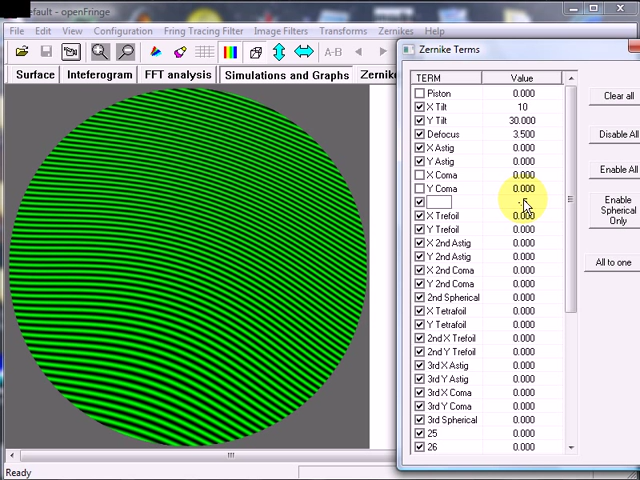 efault - openFringe
File Edit View Configuration Fring Tracing Filter Image Filters Transforms Zernikes Help
A-B
Surface Inteferogram FFT analysis Simulations and Graphs Zernike
Zernike Terms
TERM Value
Piston 0.000
X Tilt 10
Y Tilt 30.000
Defocus 3.500
X Astig 0.000
Y Astig 0.000
X Coma 0.000
Y Coma 0.000
X Trefoil 0.000
Y Trefoil 0.000
X 2nd Astig 0.000
Y 2nd Astig 0.000
X 2nd Coma 0.000
Y 2nd Coma 0.000
2nd Spherical 0.000
X Tetrafoil 0.000
Y Tetrafoil 0.000
2nd X Trefoil 0.000
2nd Y Trefoil 0.000
3rd X Astig 0.000
3rd Y Astig 0.000
3rd X Coma 0.000
3rd Y Coma 0.000
3rd Spherical 0.000
25 0.000
26 0.000
Clear all
Disable All
Enable All
Enable
Spherical
Only
All to one
Ready